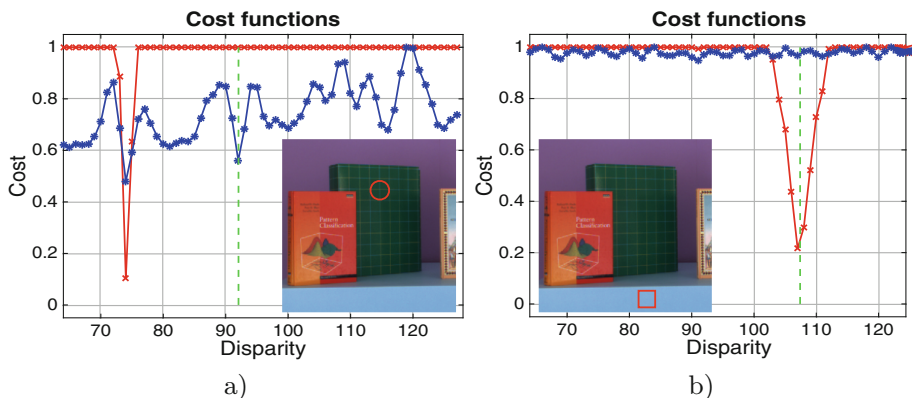 Cost functions
1
0.8
0.6
0.4
0.2
0
Cost
70 80 90 100 110 120
Disparity
Pattern
Classification
a)
Cost functions
1
0.8
0.6
0.4
0.2
0
Cost
70 80 90 100 110 120
Disparity
Pattern
Classification
b)